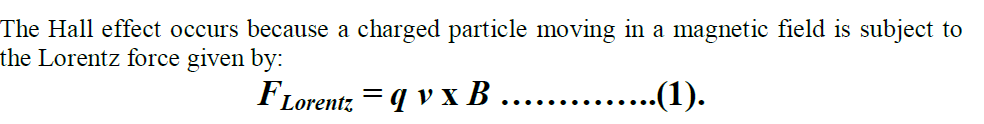 The Hall effect occurs because a charged particle moving in a magnetic field is subject to
the Lorentz force given by:
F Lorentz = q v x B …………..(1).